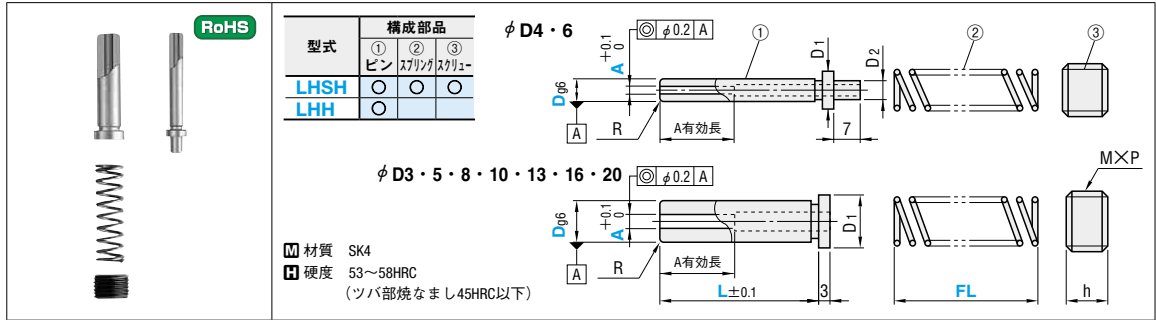 RoHS
型式
構成部品
① ② ③
ピン スプリング スクリュー
LHSH ○ ○ ○
LHH ○
φD4・6
◎ φ0.2 A
A +0.1 0
Dg6
A
R
A有効長
①
D1
D2
7
②
③
φD3・5・8・10・13・16・20
◎ φ0.2 A
A +0.1 0
Dg6
A
R
A有効長
D1
L±0.1
3
FL
M×P
h
M 材質 SK4
H 硬度 53～58HRC
（ツバ部焼なまし45HRC以下）